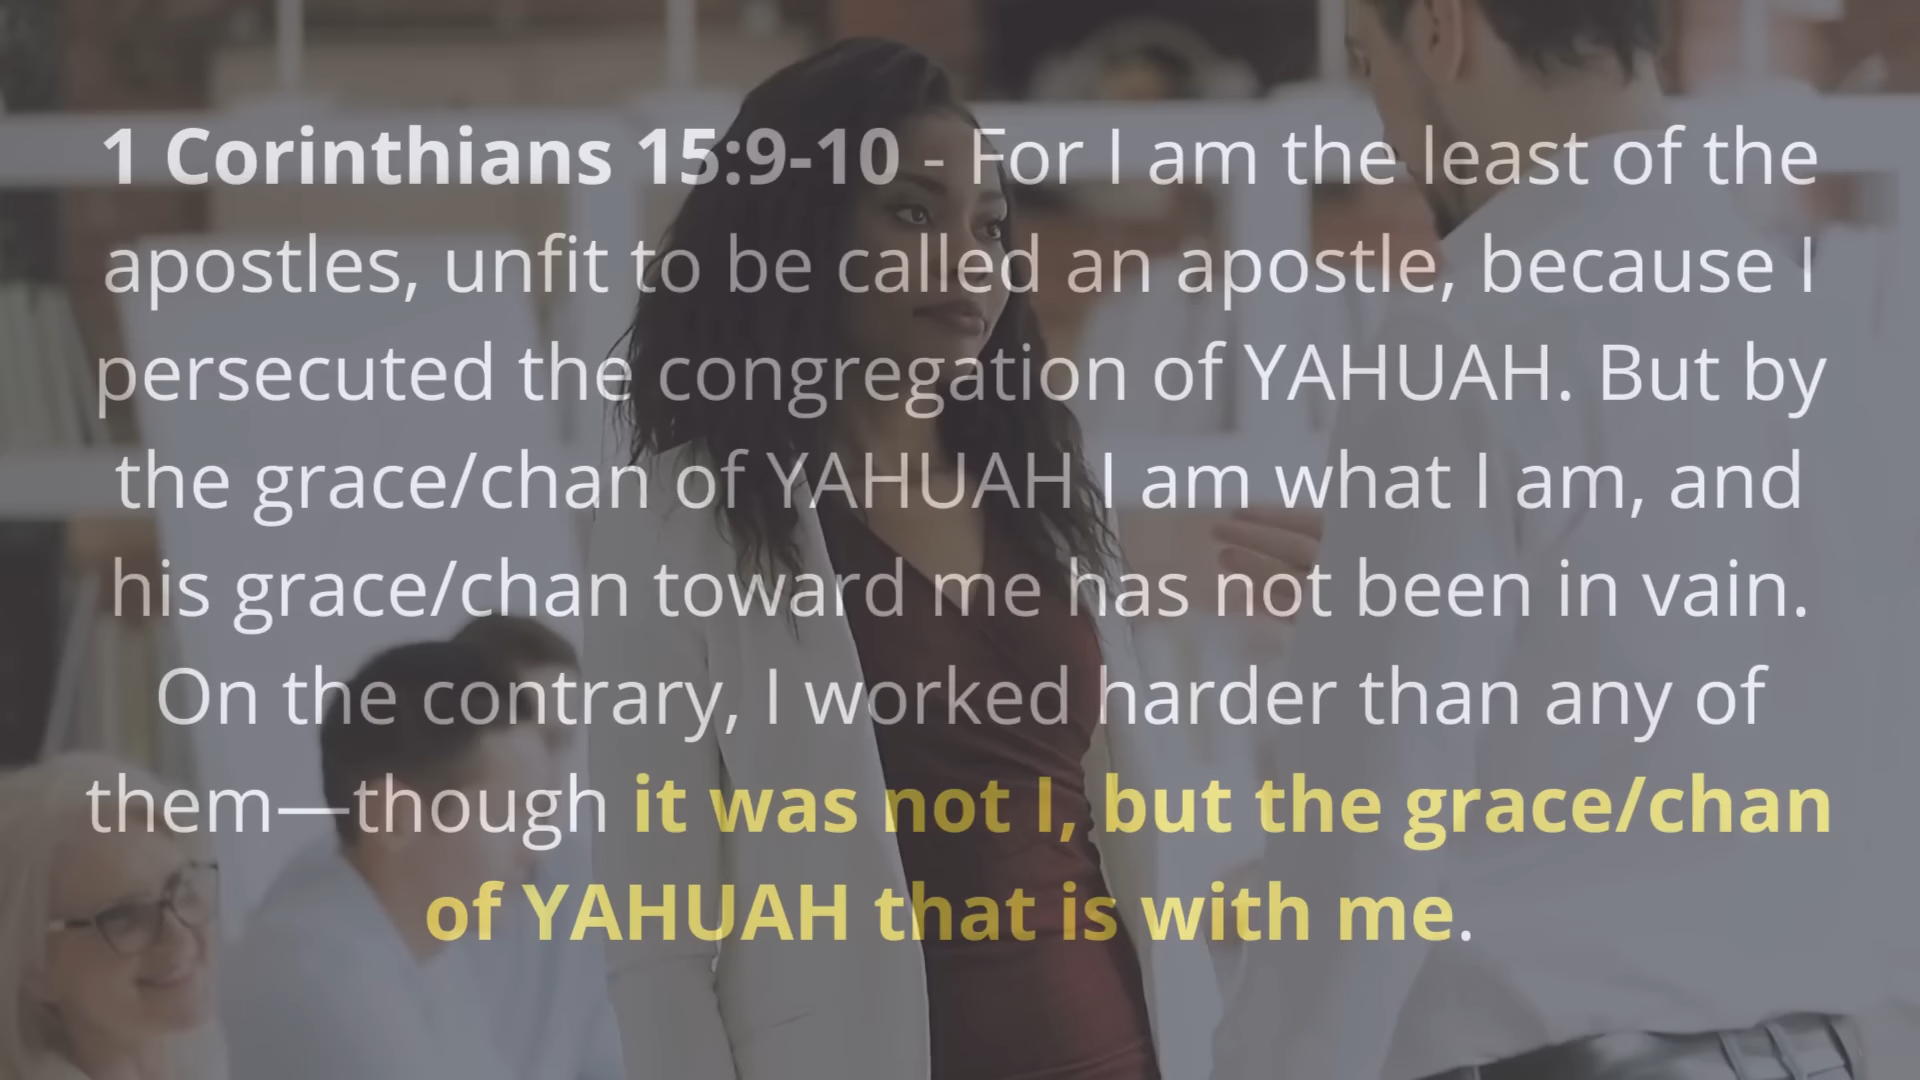 1 Corinthians 15:9-10 - For I am the least of the
apostles, unfit to be called an apostle, because I
persecuted the congregation of YAHUAH. But by
the grace/chan of YAHUAH I am what I am, and
his grace/chan toward me has not been in vain.
On the contrary, I worked harder than any of
them—though it was not I, but the grace/chan
of YAHUAH that is with me.